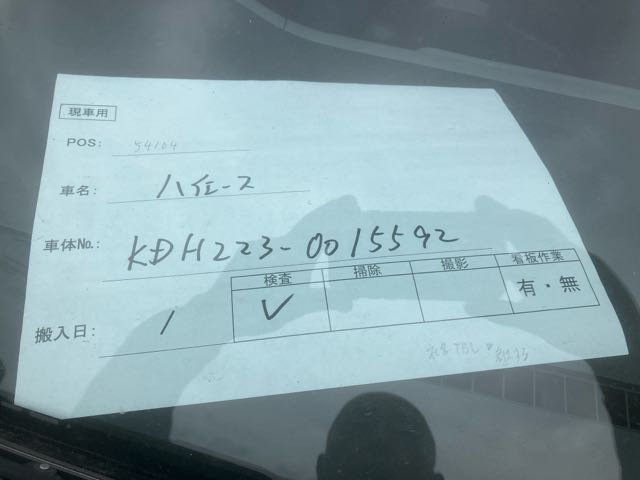 現車用
POS: 54104
車名: ハイエース
車体No.: KDH223-0015592
検査 掃除 撮影 看板作業
搬入日: / ✓ 有・無